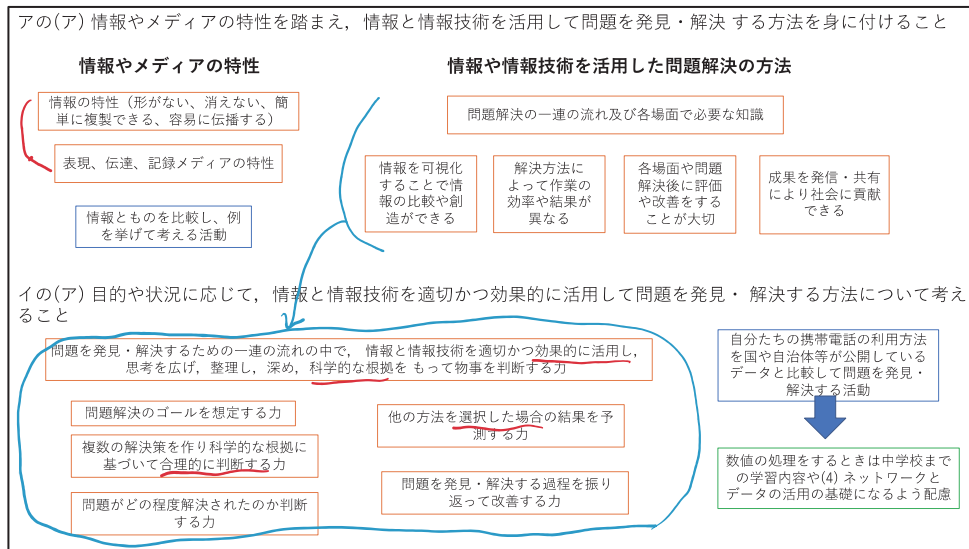 アの(ア) 情報やメディアの特性を踏まえ，情報と情報技術を活用して問題を発見・解決 する方法を身に付けること
情報やメディアの特性
情報の特性（形がない、消えない、簡
単に複製できる、容易に伝播する）
表現、伝達、記録メディアの特性
情報とものを比較し、例
を挙げて考える活動
情報や情報技術を活用した問題解決の方法
問題解決の一連の流れ及び各場面で必要な知識
情報を可視化
することで情
報の比較や創
造ができる
解決方法に
よって作業の
効率や結果が
異なる
各場面や問題
解決後に評価
や改善をする
ことが大切
成果を発信・共有
により社会に貢献
できる
イの(ア) 目的や状況に応じて，情報と情報技術を適切かつ効果的に活用して問題を発見・ 解決する方法について考え
ること
問題を発見・解決するための一連の流れの中で， 情報と情報技術を適切かつ効果的に活用し，
思考を広げ，整理し，深め，科学的な根拠を もって物事を判断する力
問題解決のゴールを想定する力
複数の解決策を作り科学的な根拠に
基づいて合理的に判断する力
問題がどの程度解決されたのか判断
する力
他の方法を選択した場合の結果を予
測する力
問題を発見・解決する過程を振り
返って改善する力
自分たちの携帯電話の利用方法
を国や自治体等が公開している
データと比較して問題を発見・
解決する活動
数値の処理をするときは中学校まで
の学習内容や(4) ネットワークと
データの活用の基礎になるよう配慮